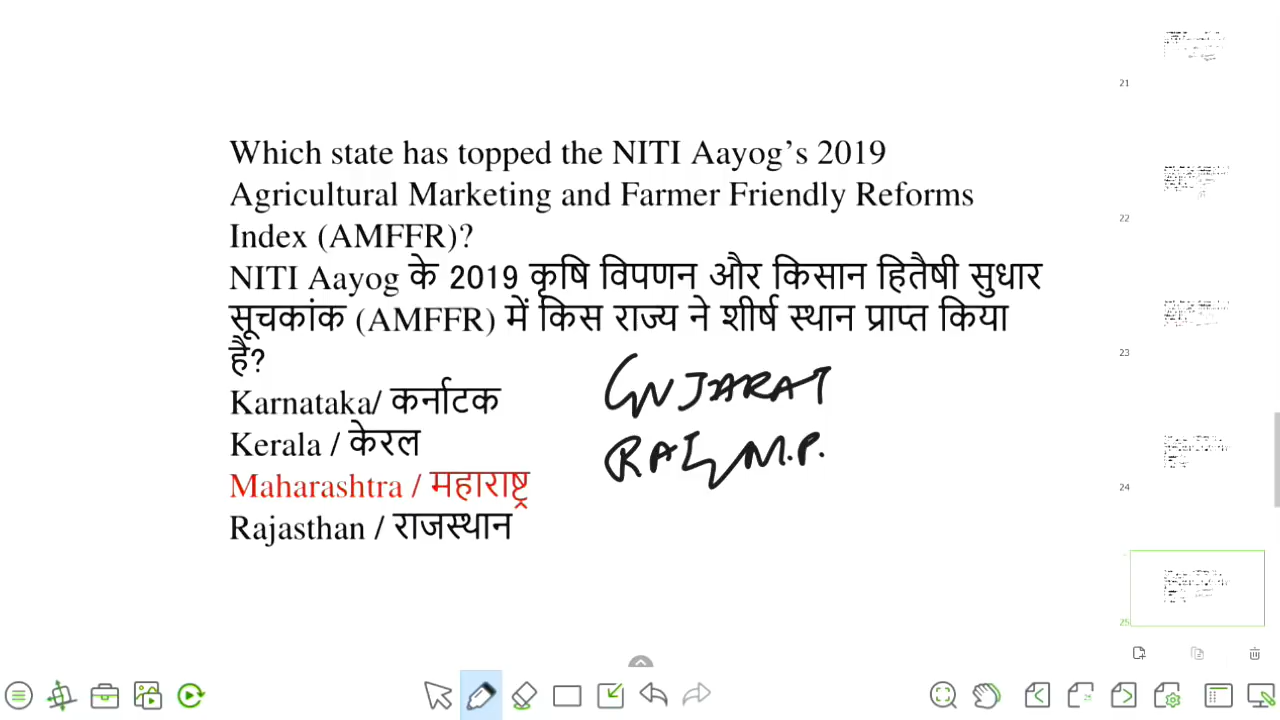 Which state has topped the NITI Aayog's 2019
Agricultural Marketing and Farmer Friendly Reforms
Index (AMFFR)?
NITI Aayog के 2019 कृषि विपणन और किसान हितैषी सुधार
सूचकांक (AMFFR) में किस राज्य ने शीर्ष स्थान प्राप्त किया
है?
Karnataka/ कर्नाटक
Kerala / केरल
Maharashtra / महाराष्ट्र
Rajasthan / राजस्थान
GUJARAT
RAJ M.P.
21
22
23
24
25